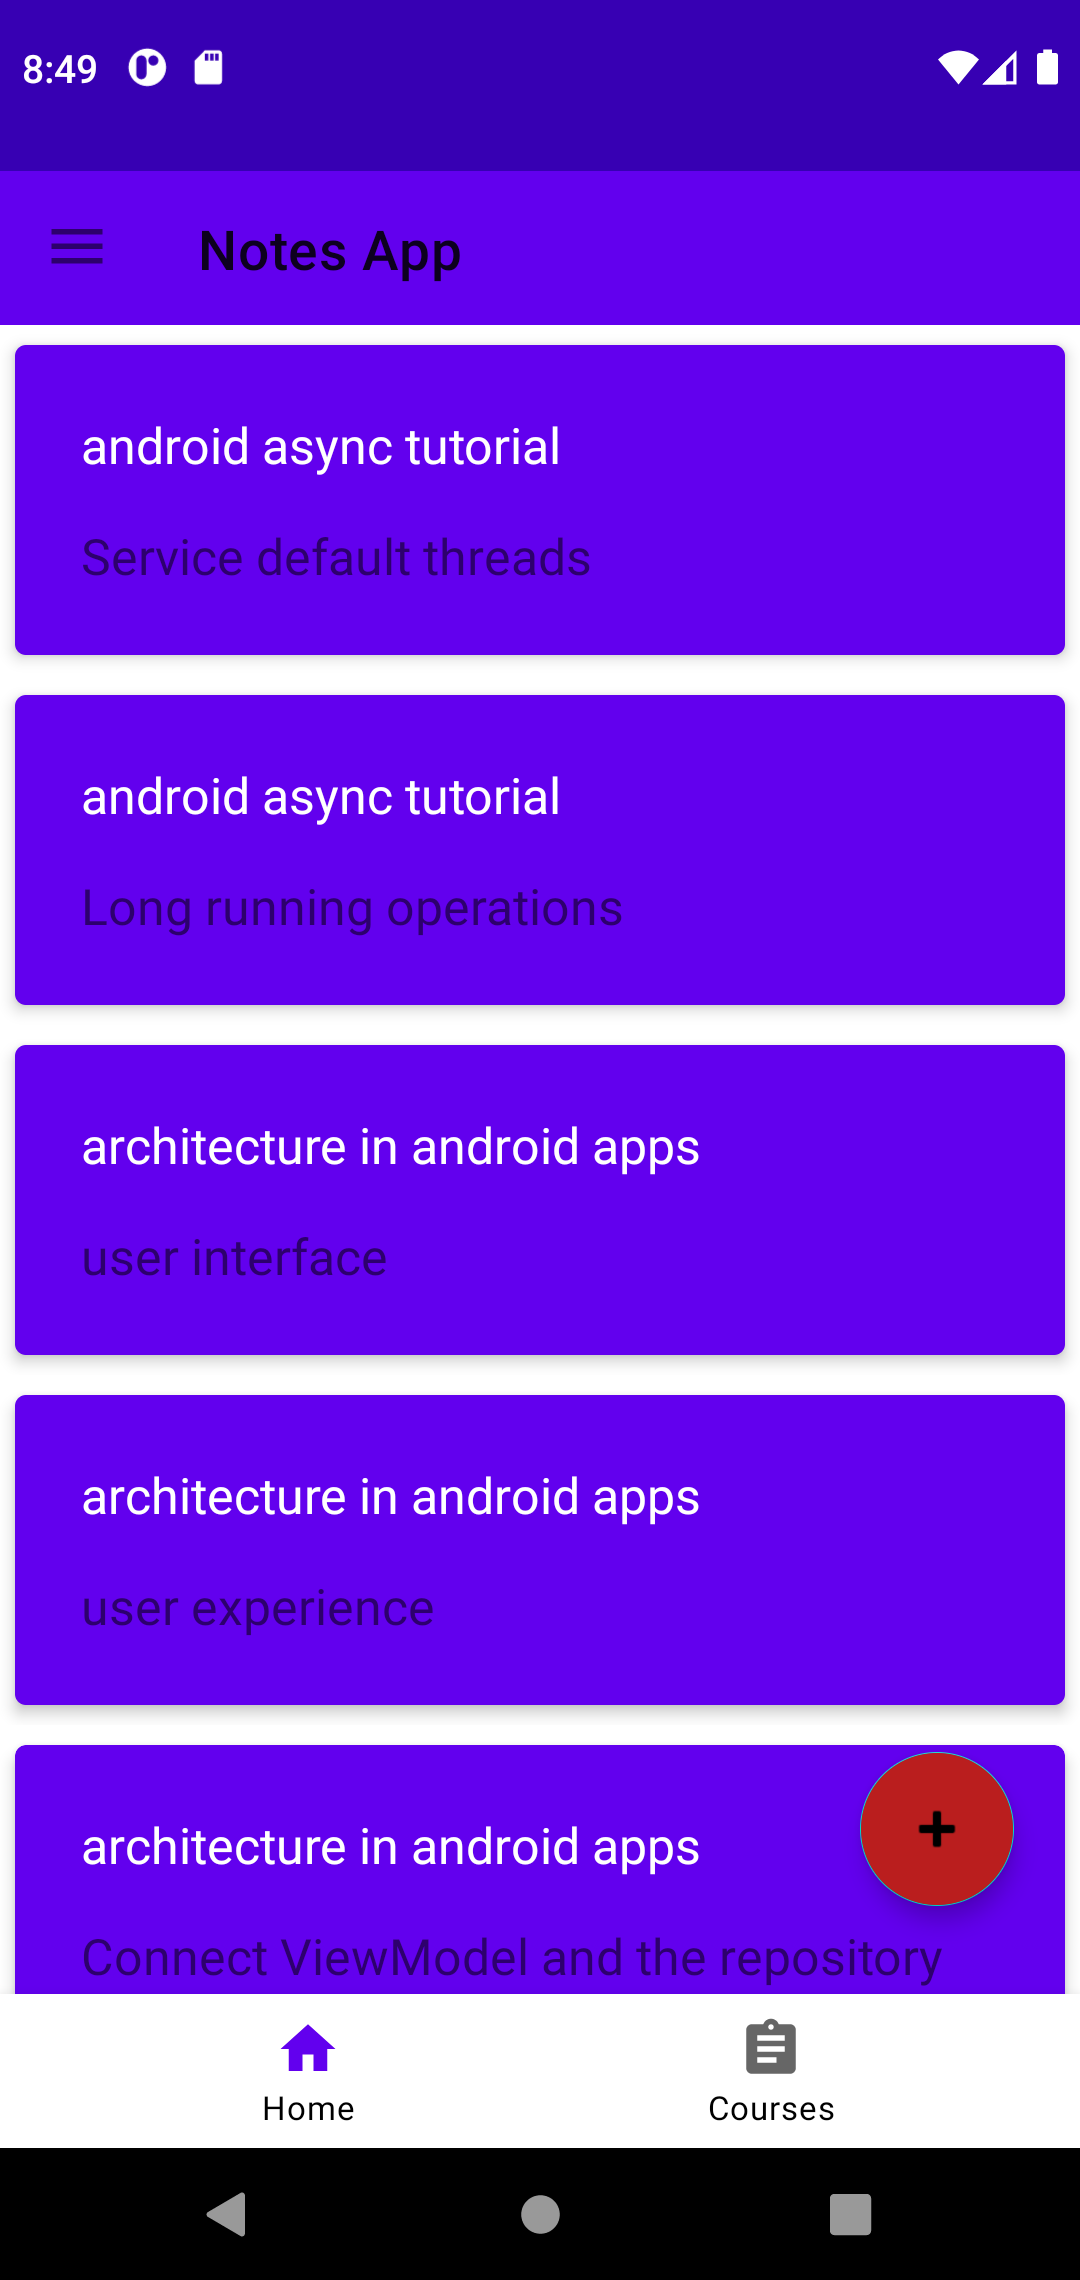 8:49
Notes App
android async tutorial
Service default threads
android async tutorial
Long running operations
architecture in android apps
user interface
architecture in android apps
user experience
architecture in android apps
Connect ViewModel and the repository
Home
Courses